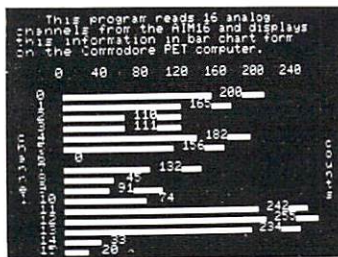 This program reads 16 analog
channels from the AIM16 and displays
this information in bar chart form
on the Commodore PET computer.
0 40 80 120 160 200 240
0 200
165
110
111
182
156
0
132
45
91
74
242
255
234
33
20
counts